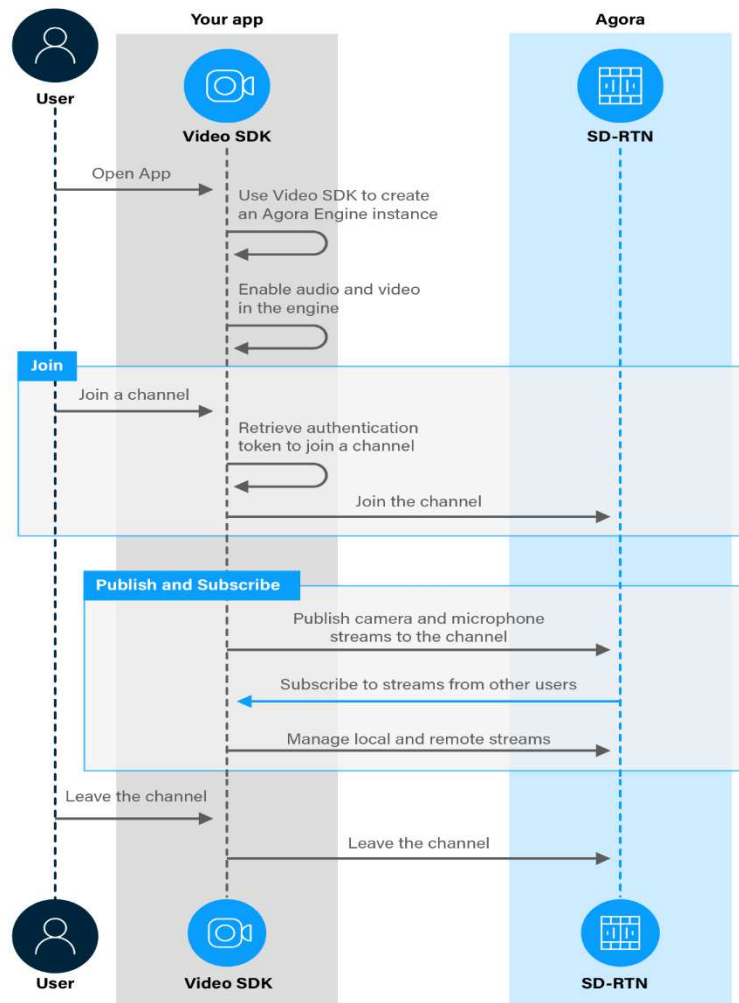 Your app
Agora
User
Video SDK
SD-RTN
Open App
Use Video SDK to create
an Agora Engine instance
Enable audio and video
in the engine
Join
Join a channel
Retrieve authentication
token to join a channel
Join the channel
Publish and Subscribe
Publish camera and microphone
streams to the channel
Subscribe to streams from other users
Manage local and remote streams
Leave the channel
Leave the channel
User
Video SDK
SD-RTN